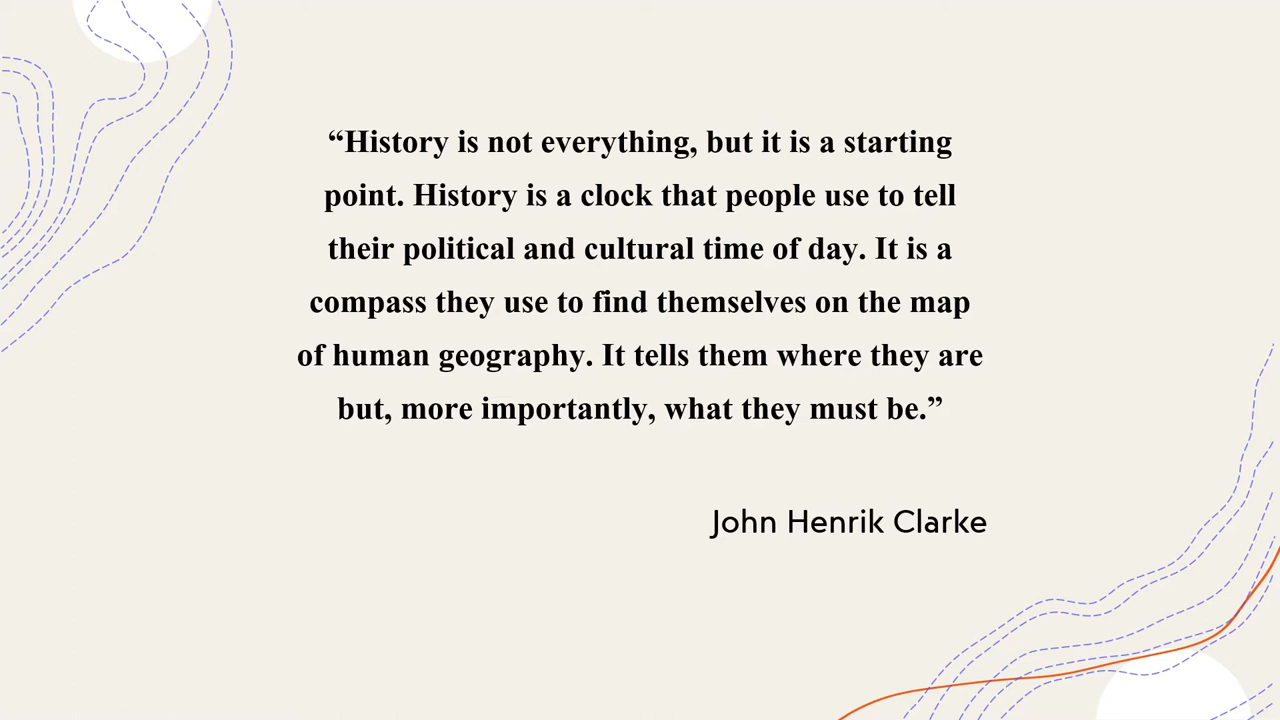 “History is not everything, but it is a starting
point. History is a clock that people use to tell
their political and cultural time of day. It is a
compass they use to find themselves on the map
of human geography. It tells them where they are
but, more importantly, what they must be.”
John Henrik Clarke